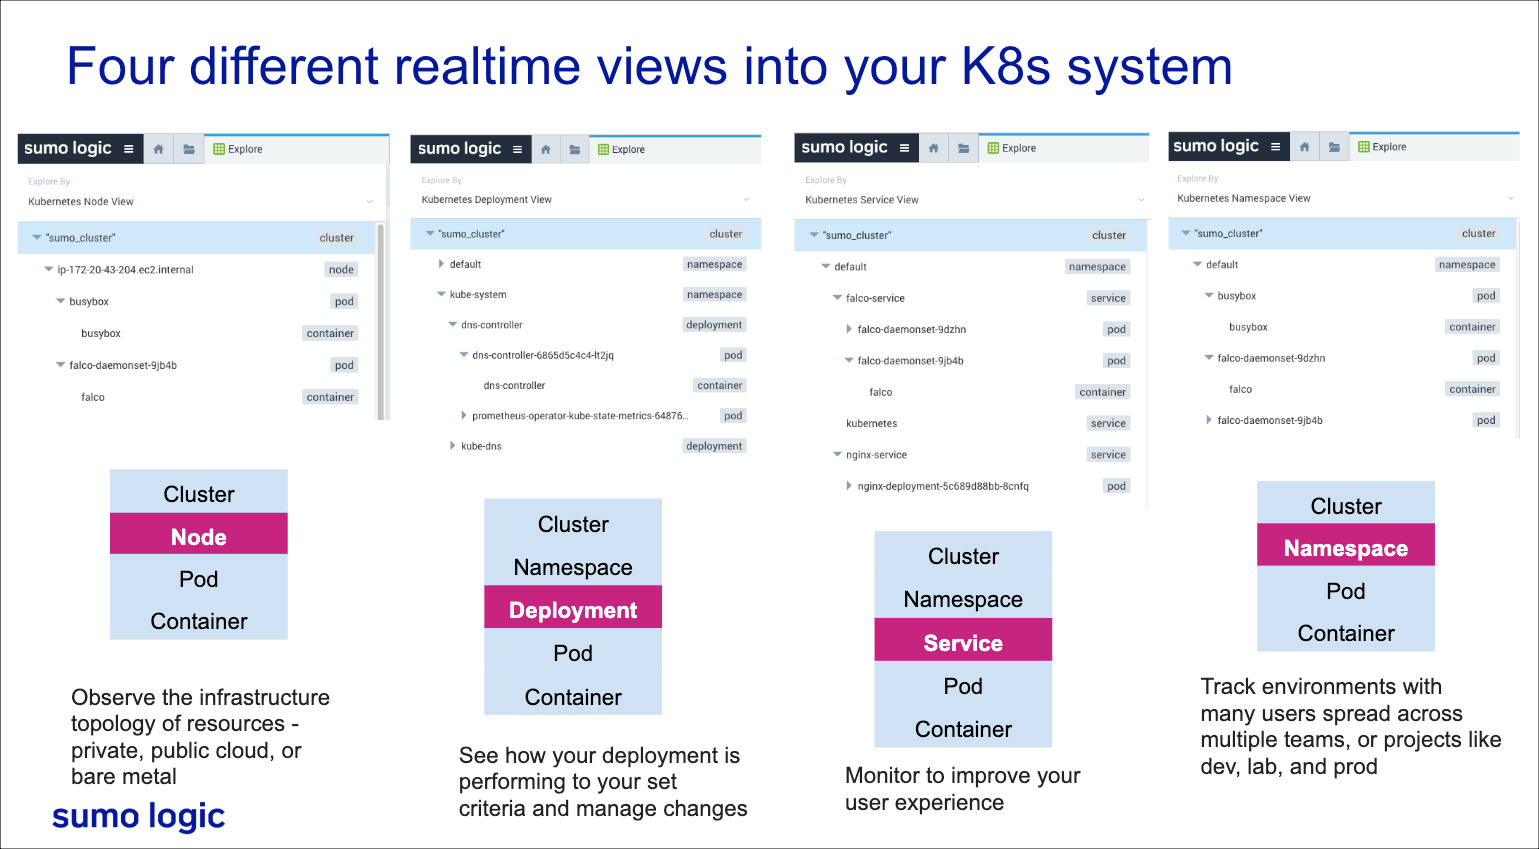 Four different realtime views into your K8s system
sumo logic
Explore
Explore By
Kubernetes Node View
"sumo_cluster" cluster
ip-172-20-43-204.ec2.internal node
busybox pod
busybox container
falco-daemonset-9jb4b pod
falco container
Cluster
Node
Pod
Container
Observe the infrastructure
topology of resources -
private, public cloud, or
bare metal
sumo logic
Explore
Explore By
Kubernetes Deployment View
"sumo_cluster" cluster
default namespace
kube-system namespace
dns-controller deployment
dns-controller-6865d5c4c4-lt2jq pod
dns-controller container
prometheus-operator-kube-state-metrics-64876... pod
kube-dns deployment
Cluster
Namespace
Deployment
Pod
Container
See how your deployment is
performing to your set
criteria and manage changes
sumo logic
Explore
Explore By
Kubernetes Service View
"sumo_cluster" cluster
default namespace
falco-service service
falco-daemonset-9dzhn pod
falco-daemonset-9jb4b pod
falco container
kubernetes service
nginx-service service
nginx-deployment-5c689d88bb-8cnfq pod
Cluster
Namespace
Service
Pod
Container
Monitor to improve your
user experience
sumo logic
Explore
Explore By
Kubernetes Namespace View
"sumo_cluster" cluster
default namespace
busybox pod
busybox container
falco-daemonset-9dzhn pod
falco container
falco-daemonset-9jb4b pod
Cluster
Namespace
Pod
Container
Track environments with
many users spread across
multiple teams, or projects like
dev, lab, and prod
sumo logic